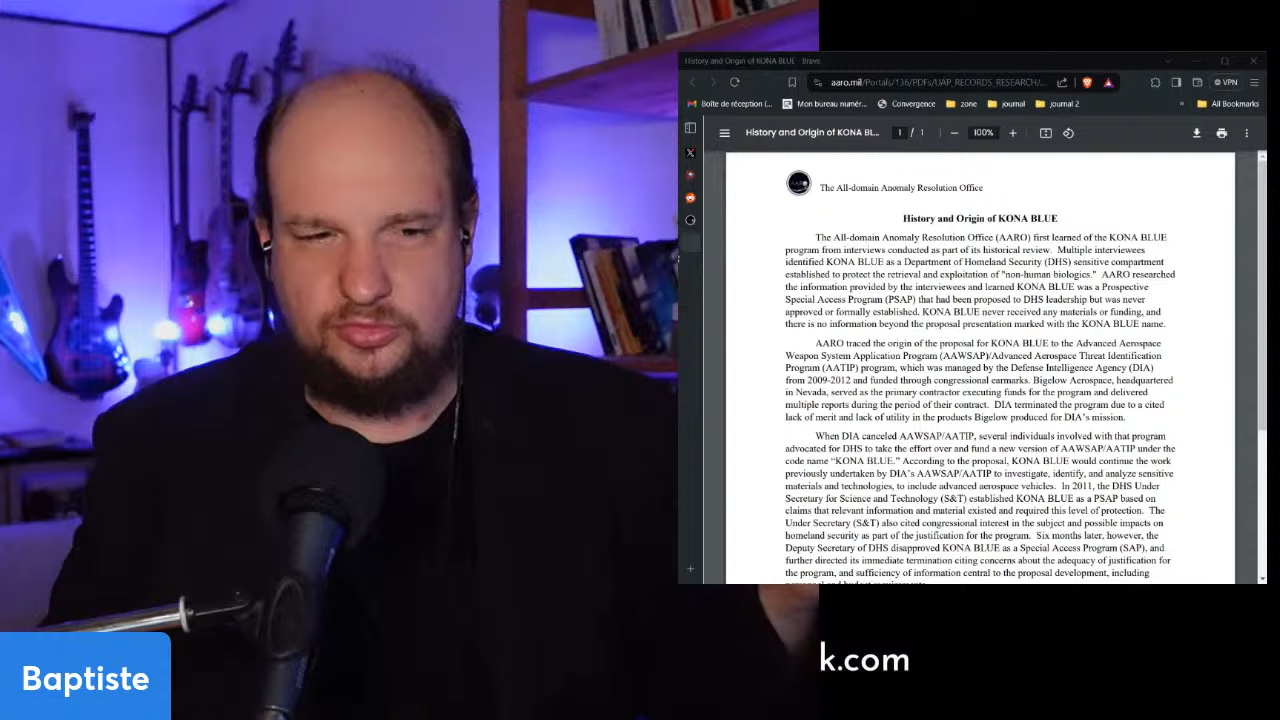 History and Origin of KONA BLUE - Brave
aaro.mil/Portals/136/PDFs/UAP_RECORDS_RESEARCH/...
VPN
Boîte de réception (...
Mon bureau numér...
Convergence
zone
journal
journal 2
»
All Bookmarks
History and Origin of KONA BL...
1 / 1
100%
The All-domain Anomaly Resolution Office
History and Origin of KONA BLUE
The All-domain Anomaly Resolution Office (AARO) first learned of the KONA BLUE
program from interviews conducted as part of its historical review. Multiple interviewees
identified KONA BLUE as a Department of Homeland Security (DHS) sensitive compartment
established to protect the retrieval and exploitation of "non-human biologics." AARO researched
the information provided by the interviewees and learned KONA BLUE was a Prospective
Special Access Program (PSAP) that had been proposed to DHS leadership but was never
approved or formally established. KONA BLUE never received any materials or funding, and
there is no information beyond the proposal presentation marked with the KONA BLUE name.
AARO traced the origin of the proposal for KONA BLUE to the Advanced Aerospace
Weapon System Application Program (AAWSAP)/Advanced Aerospace Threat Identification
Program (AATIP) program, which was managed by the Defense Intelligence Agency (DIA)
from 2009-2012 and funded through congressional earmarks. Bigelow Aerospace, headquartered
in Nevada, served as the primary contractor executing funds for the program and delivered
multiple reports during the period of their contract. DIA terminated the program due to a cited
lack of merit and lack of utility in the products Bigelow produced for DIA's mission.
When DIA canceled AAWSAP/AATIP, several individuals involved with that program
advocated for DHS to take the effort over and fund a new version of AAWSAP/AATIP under the
code name “KONA BLUE.” According to the proposal, KONA BLUE would continue the work
previously undertaken by DIA's AAWSAP/AATIP to investigate, identify, and analyze sensitive
materials and technologies, to include advanced aerospace vehicles. In 2011, the DHS Under
Secretary for Science and Technology (S&T) established KONA BLUE as a PSAP based on
claims that relevant information and material existed and required this level of protection. The
Under Secretary (S&T) also cited congressional interest in the subject and possible impacts on
homeland security as part of the justification for the program. Six months later, however, the
Deputy Secretary of DHS disapproved KONA BLUE as a Special Access Program (SAP), and
further directed its immediate termination citing concerns about the adequacy of justification for
the program, and sufficiency of information central to the proposal development, including
Baptiste
k.com